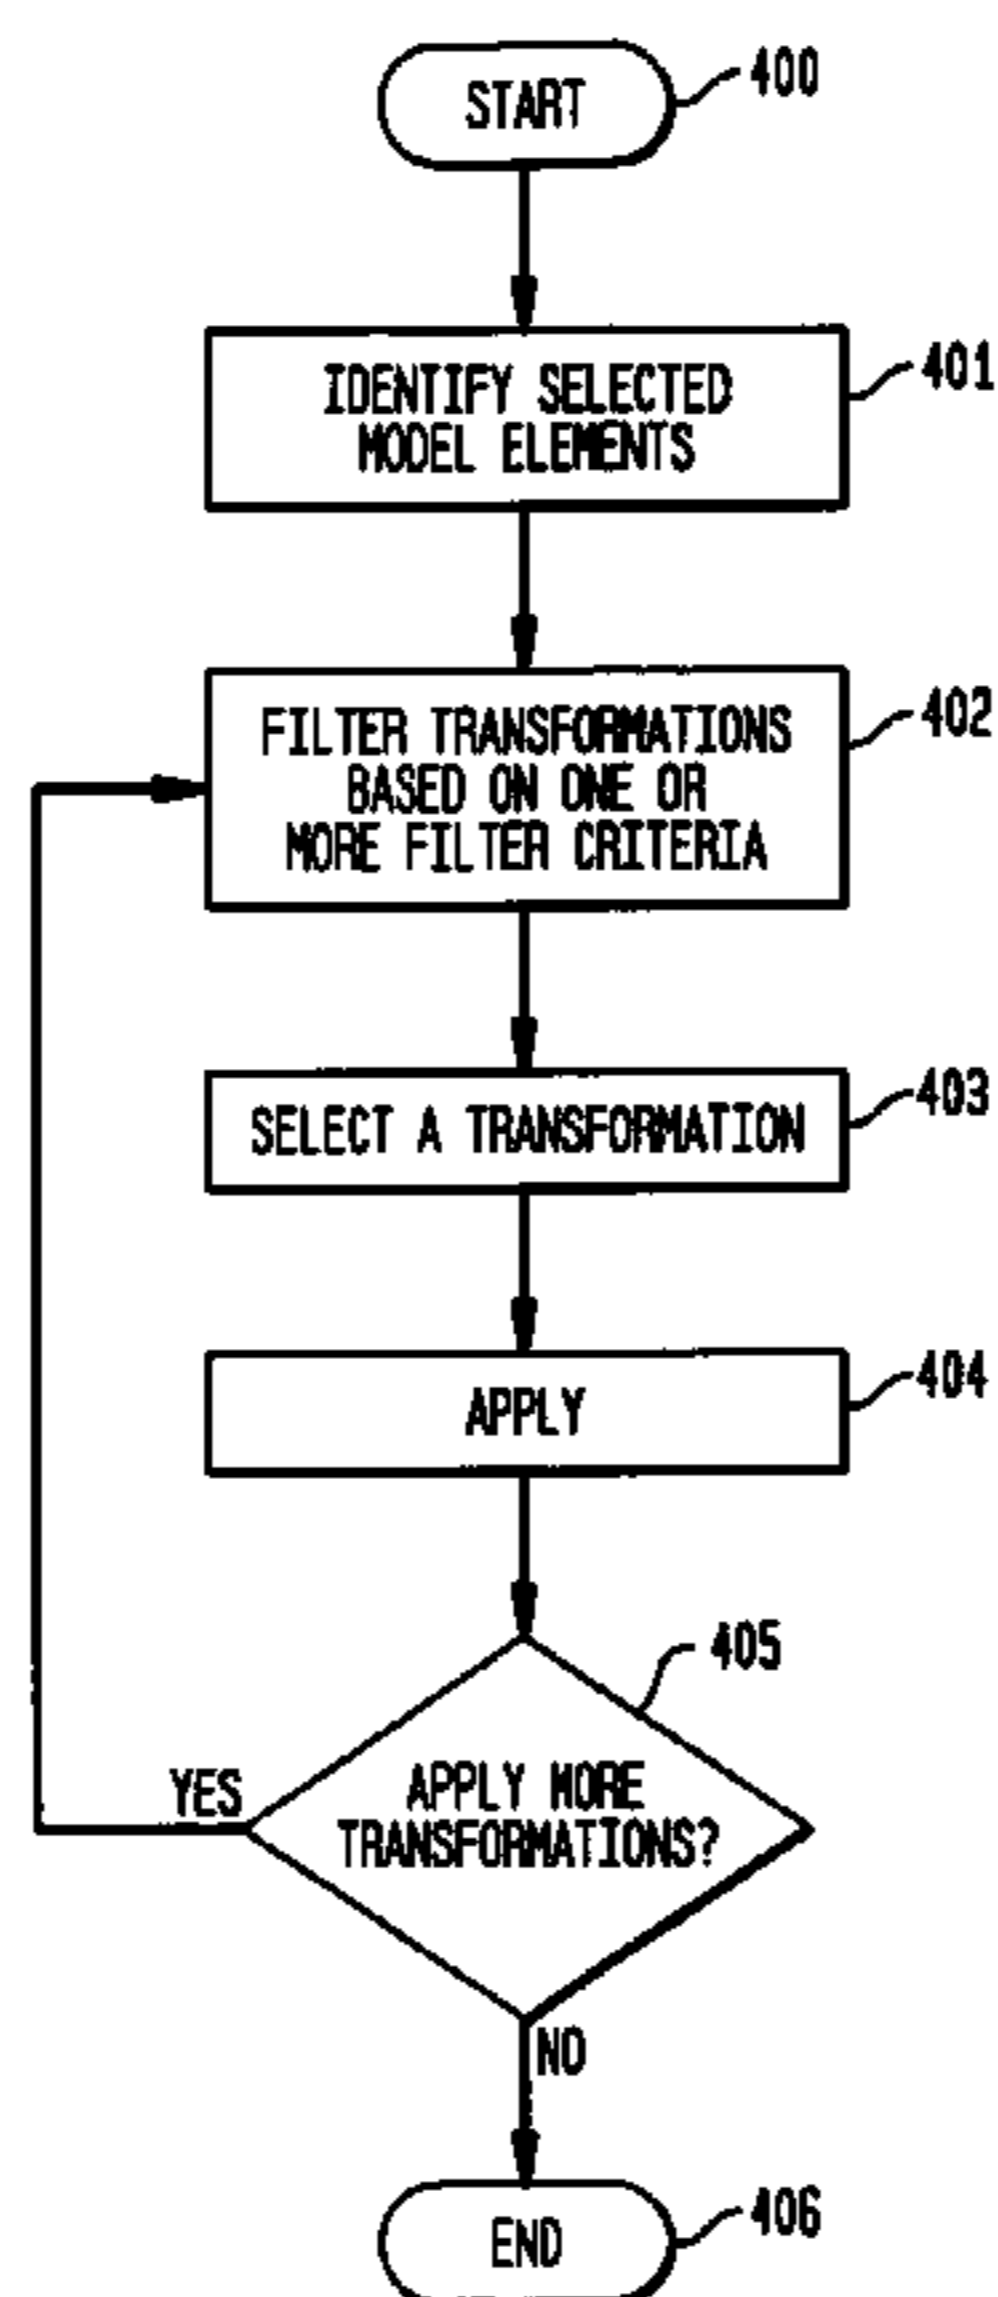 START
400
IDENTIFY SELECTED
MODEL ELEMENTS
401
FILTER TRANSFORMATIONS
BASED ON ONE OR
MORE FILTER CRITERIA
402
SELECT A TRANSFORMATION
403
APPLY
404
405
APPLY MORE
TRANSFORMATIONS?
YES
NO
END
406